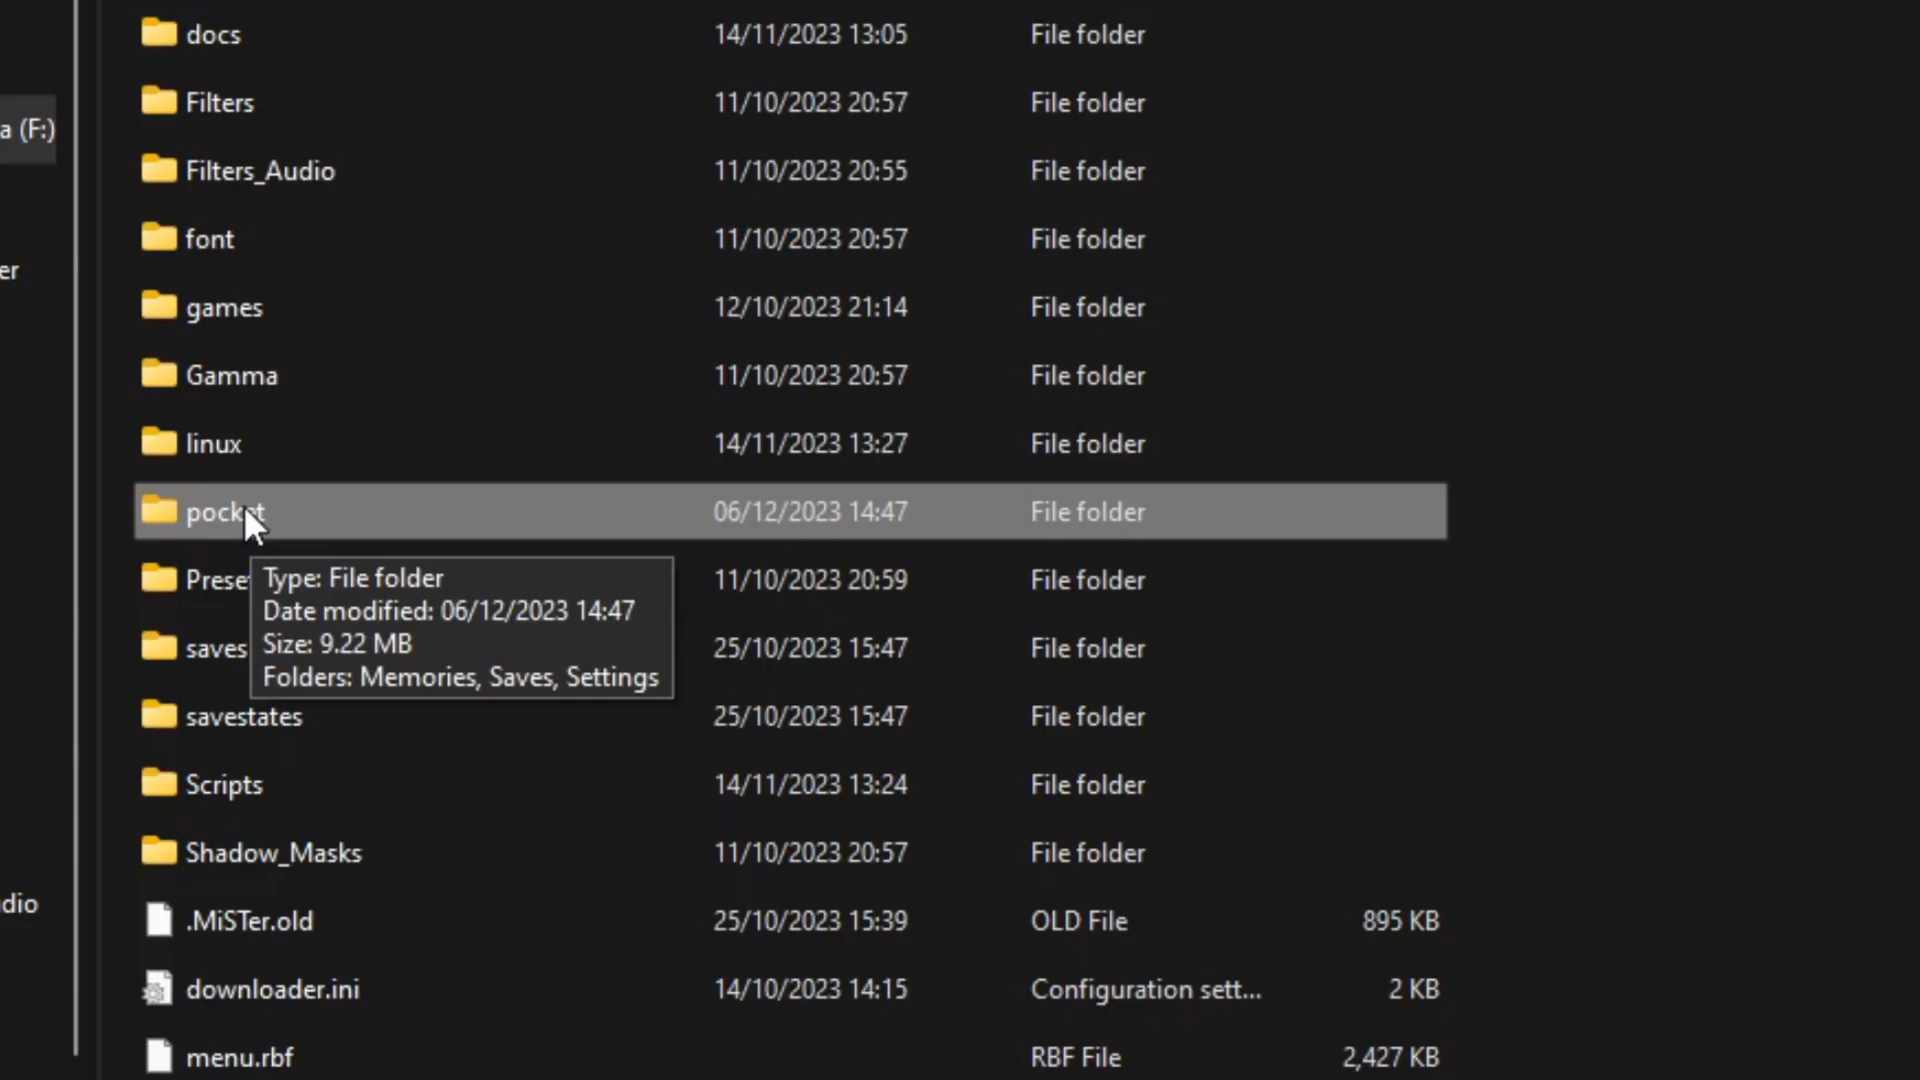 docs 14/11/2023 13:05 File folder
Filters 11/10/2023 20:57 File folder
a (F:)
Filters_Audio 11/10/2023 20:55 File folder
font 11/10/2023 20:57 File folder
er
games 12/10/2023 21:14 File folder
Gamma 11/10/2023 20:57 File folder
linux 14/11/2023 13:27 File folder
pocket 06/12/2023 14:47 File folder
Prese 11/10/2023 20:59 File folder
Type: File folder
Date modified: 06/12/2023 14:47
Size: 9.22 MB
Folders: Memories, Saves, Settings
saves 25/10/2023 15:47 File folder
savestates 25/10/2023 15:47 File folder
Scripts 14/11/2023 13:24 File folder
Shadow_Masks 11/10/2023 20:57 File folder
dio
.MiSTer.old 25/10/2023 15:39 OLD File 895 KB
downloader.ini 14/10/2023 14:15 Configuration sett... 2 KB
menu.rbf RBF File 2,427 KB